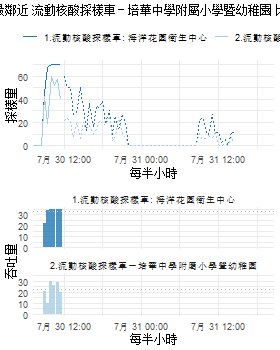 最鄰近 流動核酸採樣車－培華中學附屬小學暨幼稚園 比
1.流動核酸採樣車: 海洋花園衛生中心 2.流動核
採樣量
60
40
20
0
7月 30 12:00 7月 31 00:00 7月 31 12:00
每半小時
1.流動核酸採樣車: 海洋花園衛生中心
30
20
10
0
2.流動核酸採樣車－培華中學附屬小學暨幼稚園
30
20
10
0
吞吐量
7月 30 12:00 7月 31 00:00 7月 31 12:00
每半小時